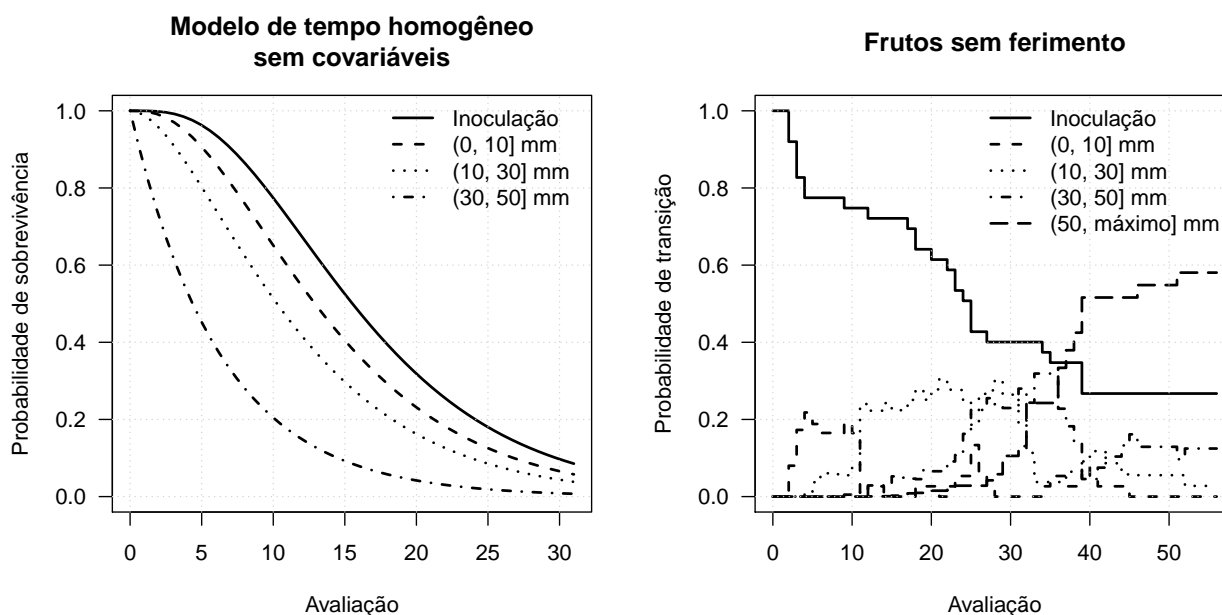 Modelo de tempo homogêneo
sem covariáveis
Probabilidade de sobrevivência
1.0
0.8
0.6
0.4
0.2
0.0
Inoculação
(0, 10] mm
(10, 30] mm
(30, 50] mm
0 5 10 15 20 25 30
Avaliação
Frutos sem ferimento
Probabilidade de transição
1.0
0.8
0.6
0.4
0.2
0.0
Inoculação
(0, 10] mm
(10, 30] mm
(30, 50] mm
(50, máximo] mm
0 10 20 30 40 50
Avaliação